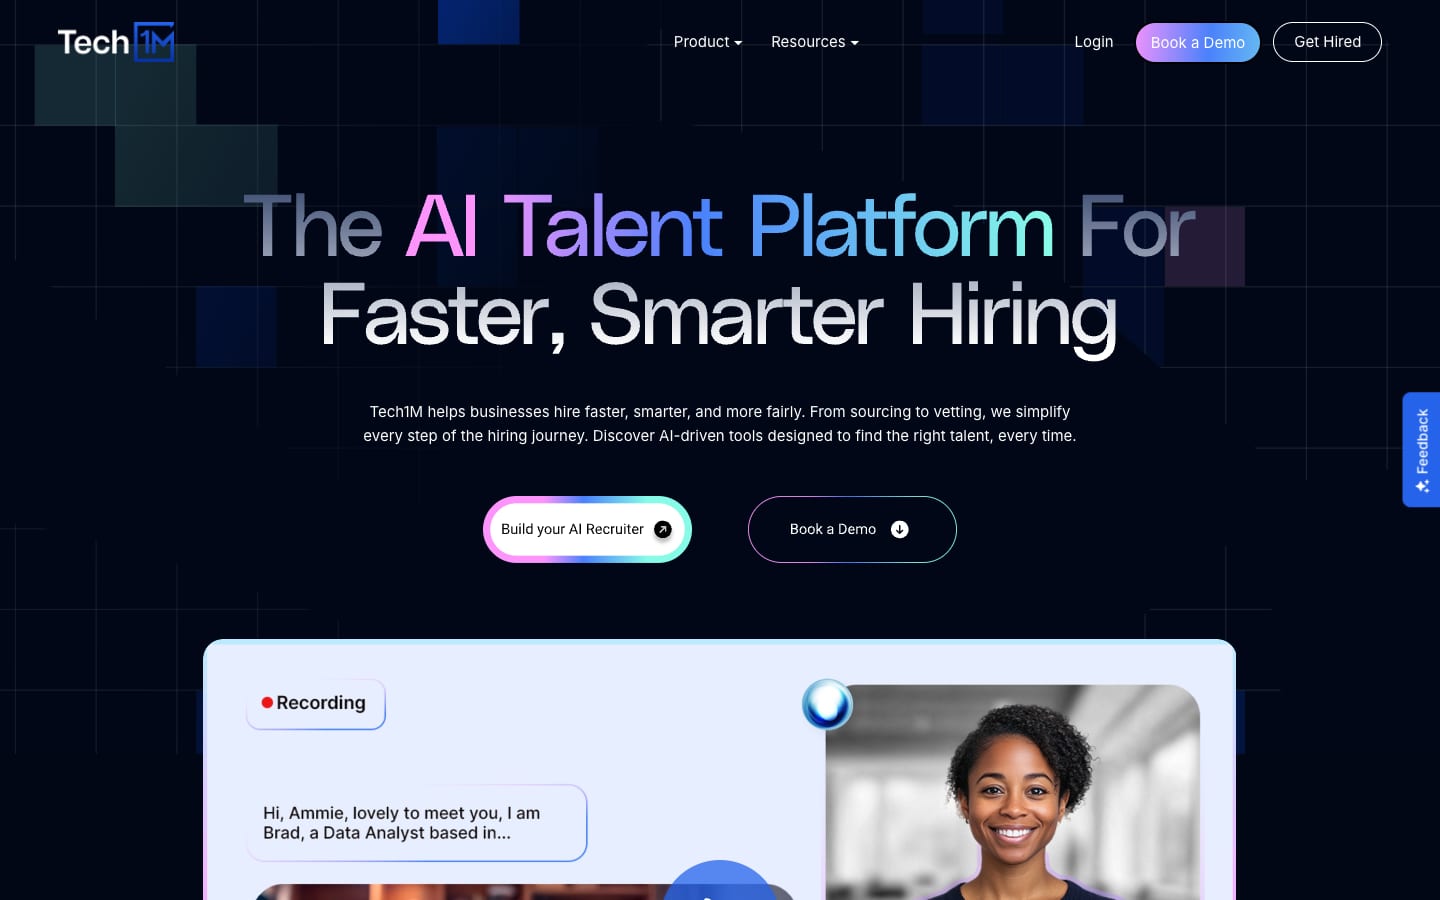 Tech 1M
Product
Resources
Login
Book a Demo
Get Hired
The AI Talent Platform For
Faster, Smarter Hiring
Tech1M helps businesses hire faster, smarter, and more fairly. From sourcing to vetting, we simplify
every step of the hiring journey. Discover AI-driven tools designed to find the right talent, every time.
Build your AI Recruiter
Book a Demo
Feedback
Recording
Hi, Ammie, lovely to meet you, I am
Brad, a Data Analyst based in...